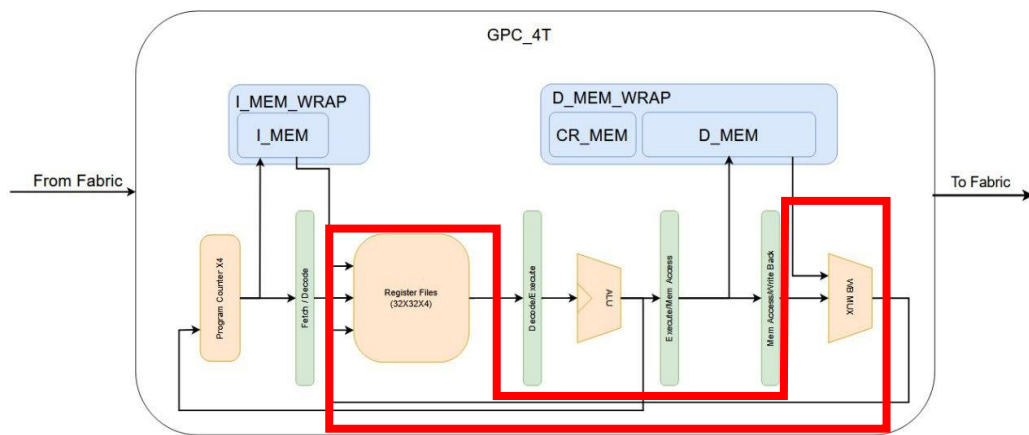 GPC_4T
I_MEM_WRAP
I_MEM
D_MEM_WRAP
CR_MEM
D_MEM
From Fabric
To Fabric
Program Counter X4
Fetch / Decode
Register Files
(32X32X4)
Decode/Execute
ALU
Execute/Mem Access
Mem Access/Write Back
WB MUX